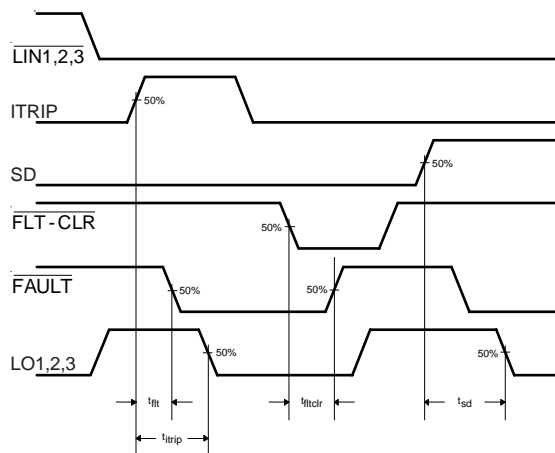 LIN1,2,3
ITRIP
50%
SD
50%
FLT-CLR
50%
FAULT
50%
50%
LO1,2,3
50%
50%
tflt
tfltclr
tsd
titrip